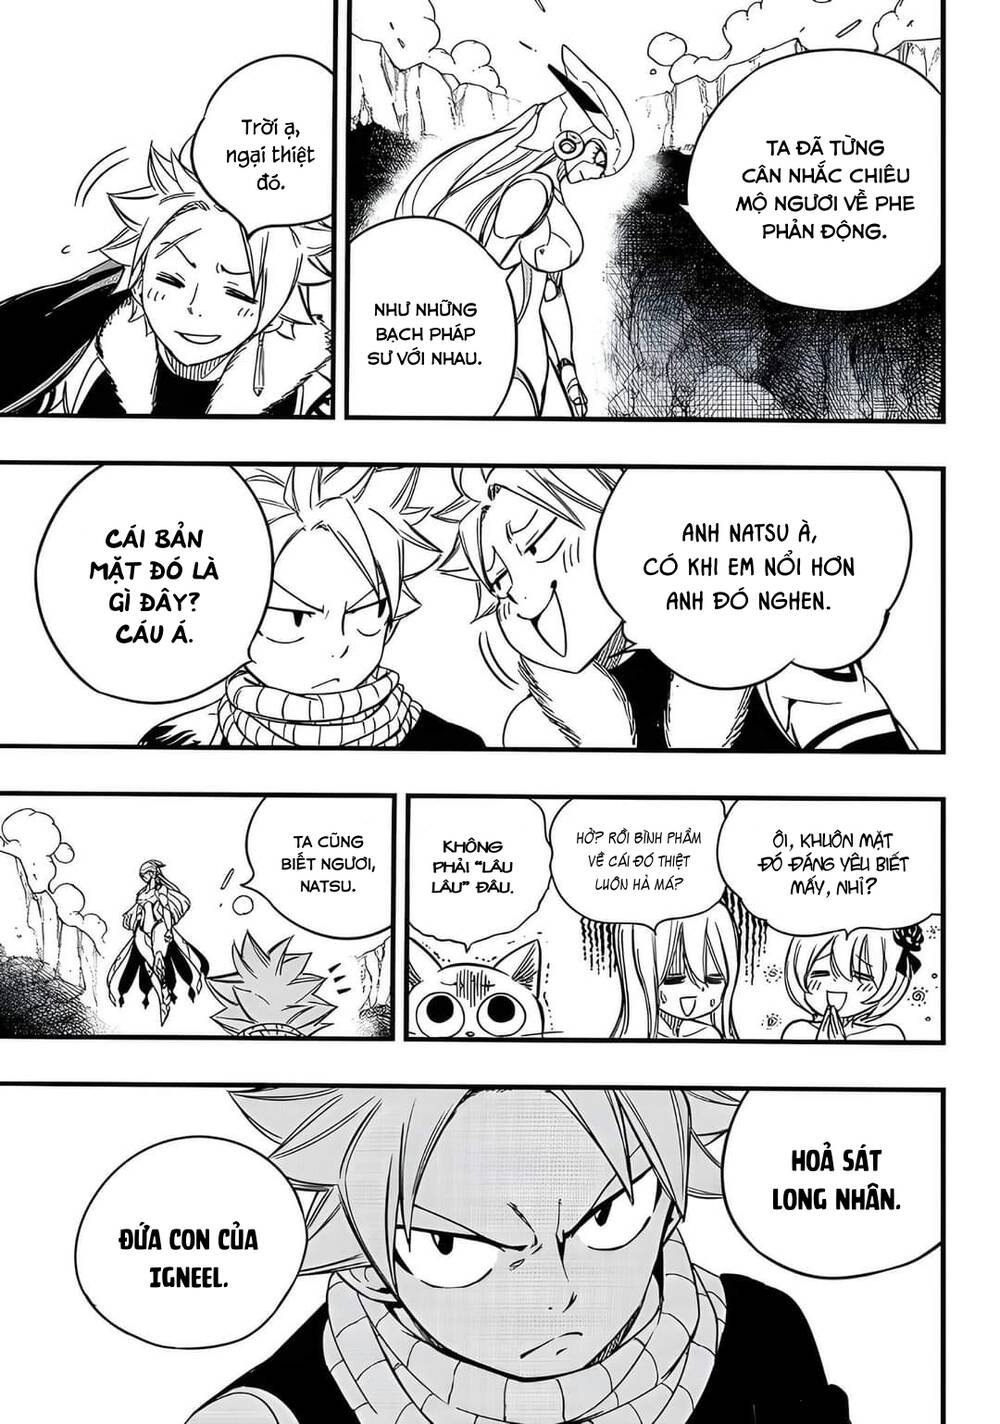 TA ĐÃ TỪNG
CÂN NHẮC CHIÊU
MỘ NGƯƠI VỀ PHE
PHẢN ĐỘNG.
NHƯ NHỮNG
BẠCH PHÁP
SƯ VỚI NHAU.
Trời ạ,
ngại thiệt
đó.
ANH NATSU À,
CÓ KHI EM NỔI HƠN
ANH ĐÓ NGHEN.
CÁI BẢN
MẶT ĐÓ LÀ
GÌ ĐÂY?
CÁU Á.
ÔI, KHUÔN MẶT
ĐÓ ĐÁNG YÊU BIẾT
MẤY, NHỈ?
HỞ? RỒI BÌNH PHẨM
VỀ CÁI ĐÓ THIỆT
LUÔN HẢ MÁ?
KHÔNG
PHẢI “LÂU
LÂU” ĐÂU.
TA CŨNG
BIẾT NGƯƠI,
NATSU.
HOẢ SÁT
LONG NHÂN.
ĐỨA CON CỦA
IGNEEL.